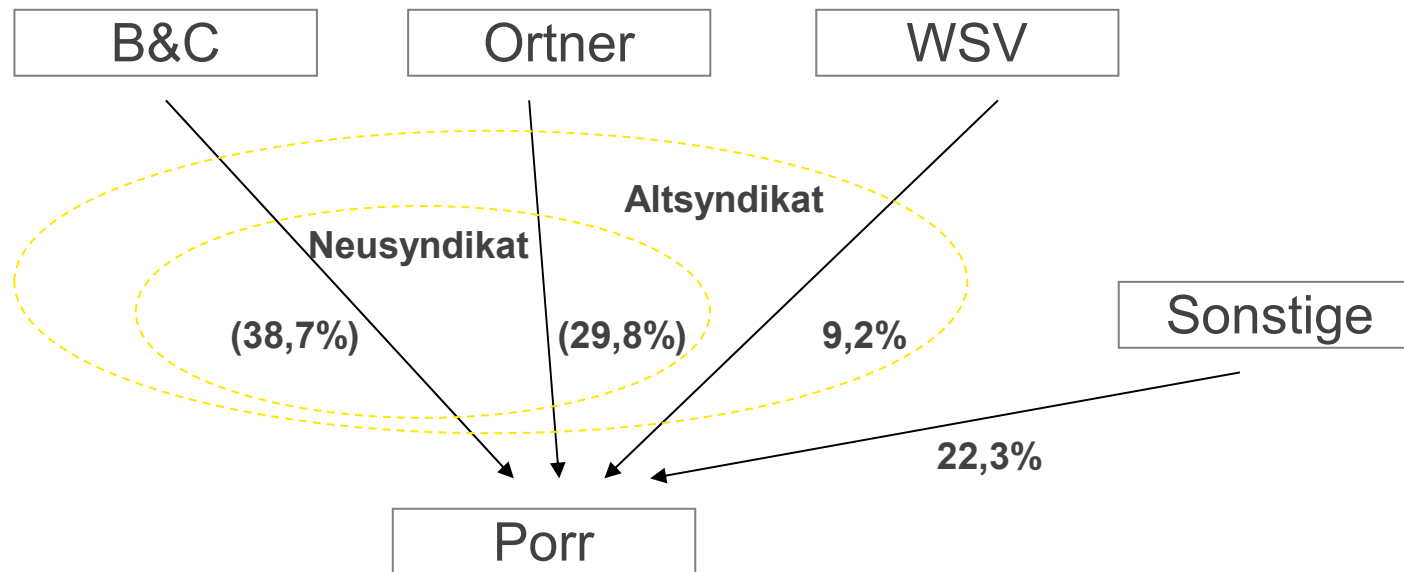 B&C
Ortner
WSV
Altsyndikat
Neusyndikat
Sonstige
(38,7%)
(29,8%)
9,2%
22,3%
Porr